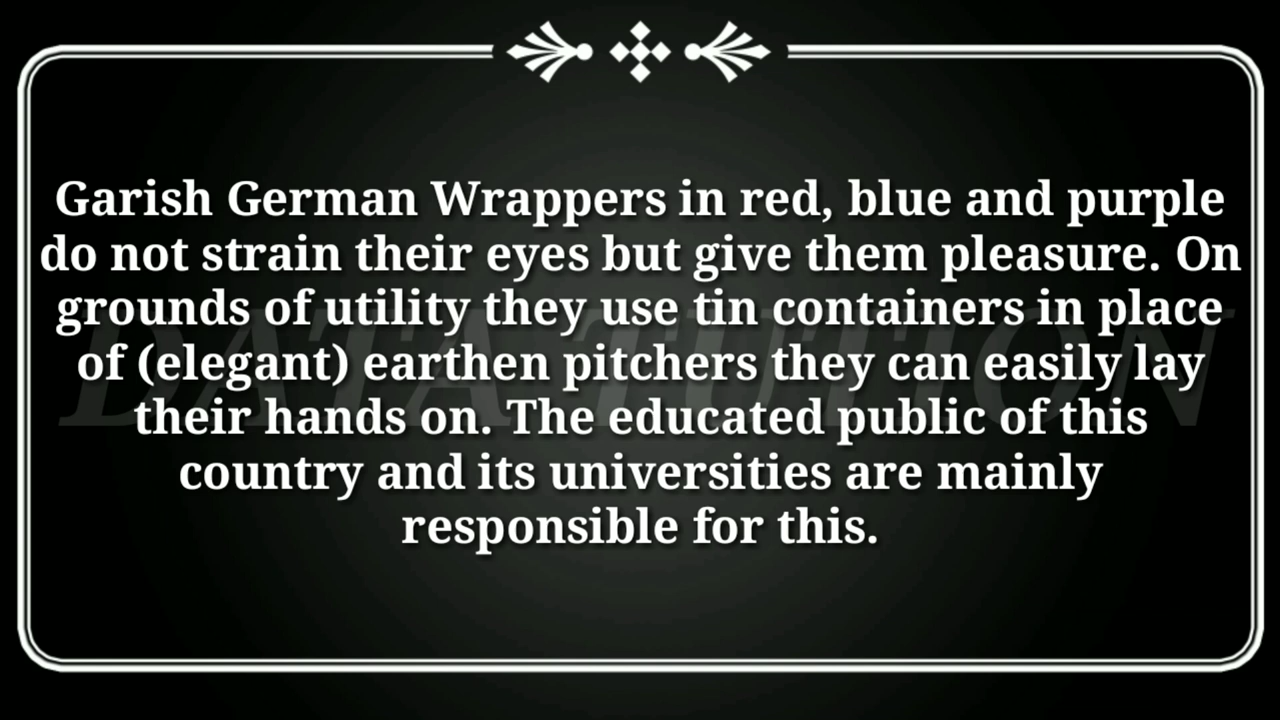 Garish German Wrappers in red, blue and purple
do not strain their eyes but give them pleasure. On
grounds of utility they use tin containers in place
of (elegant) earthen pitchers they can easily lay
their hands on. The educated public of this
country and its universities are mainly
responsible for this.
DATA TUITION